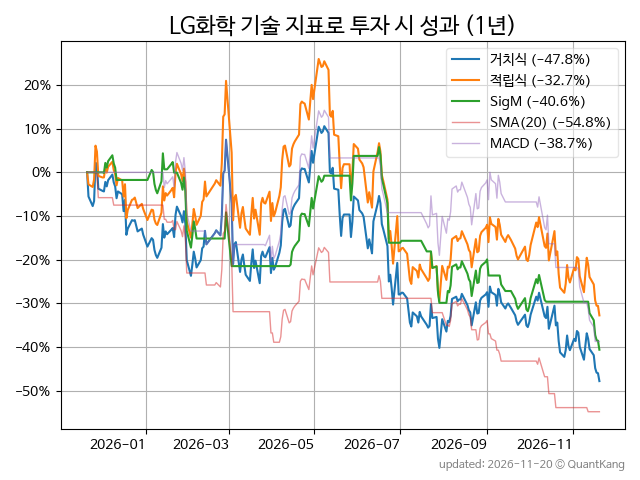 LG화학 기술 지표로 투자 시 성과 (1년)
거치식 (−47.8%)
적립식 (−32.7%)
SigM (−40.6%)
SMA(20) (−54.8%)
MACD (−38.7%)
20%
10%
0%
−10%
−20%
−30%
−40%
−50%
2026-01 2026-03 2026-05 2026-07 2026-09 2026-11
updated: 2026-11-20 © QuantKang